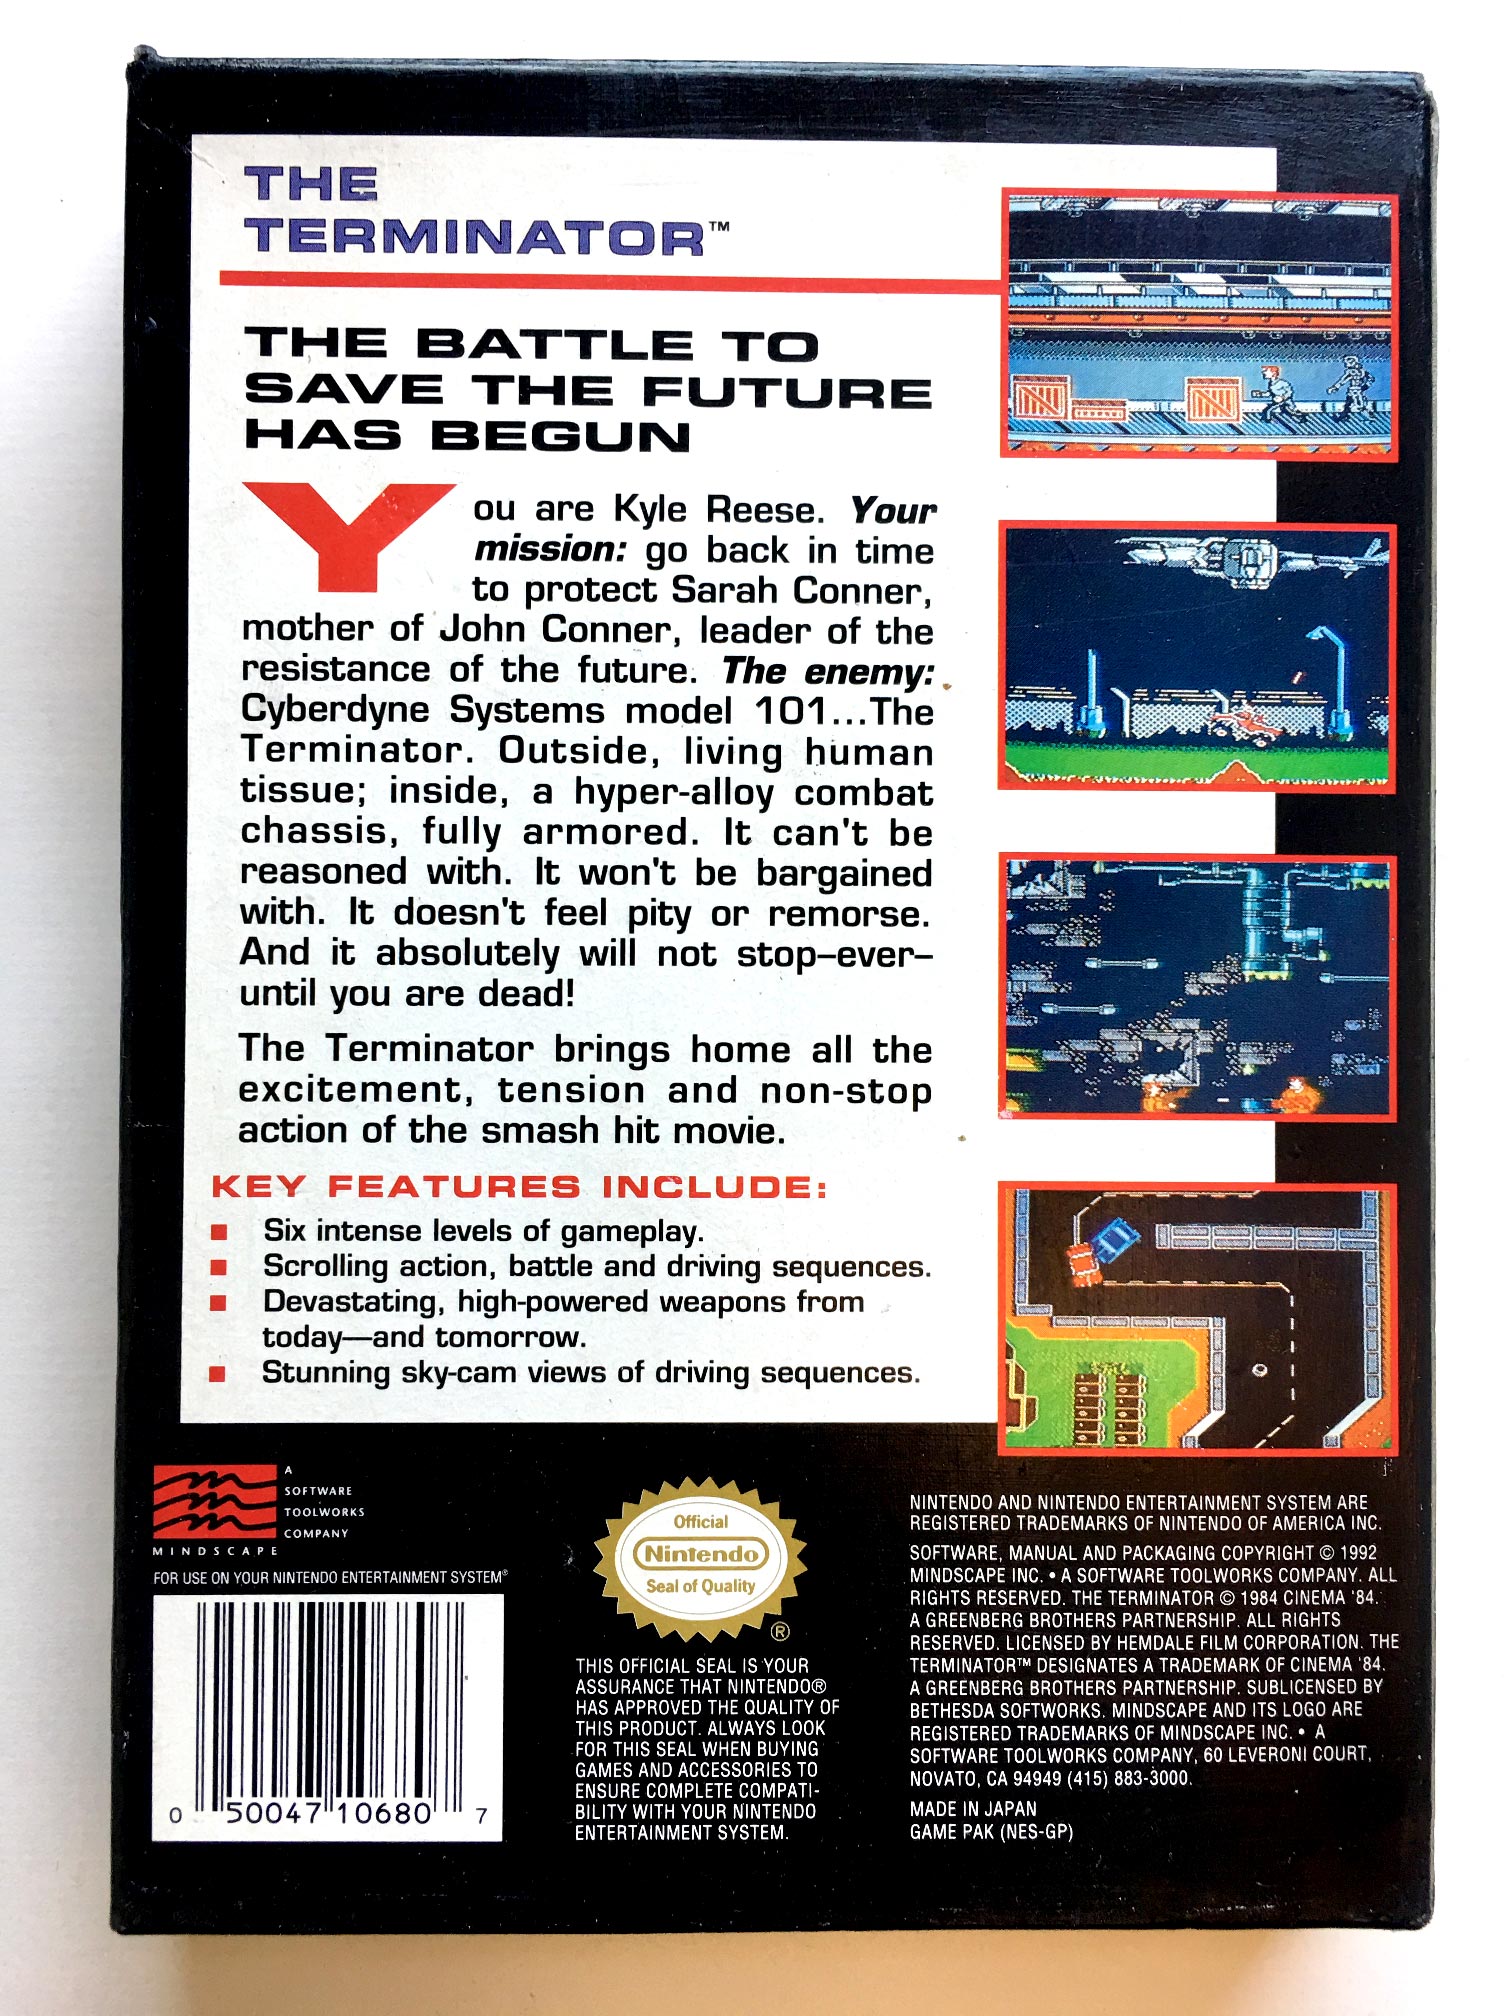 THE
TERMINATOR™
THE BATTLE TO
SAVE THE FUTURE
HAS BEGUN
You are Kyle Reese. Your
mission: go back in time
to protect Sarah Conner,
mother of John Conner, leader of the
resistance of the future. The enemy:
Cyberdyne Systems model 101...The
Terminator. Outside, living human
tissue; inside, a hyper-alloy combat
chassis, fully armored. It can't be
reasoned with. It won't be bargained
with. It doesn't feel pity or remorse.
And it absolutely will not stop–ever–
until you are dead!
The Terminator brings home all the
excitement, tension and non-stop
action of the smash hit movie.
KEY FEATURES INCLUDE:
■ Six intense levels of gameplay.
■ Scrolling action, battle and driving sequences.
■ Devastating, high-powered weapons from
today—and tomorrow.
■ Stunning sky-cam views of driving sequences.
A
SOFTWARE
TOOLWORKS
COMPANY
MINDSCAPE
FOR USE ON YOUR NINTENDO ENTERTAINMENT SYSTEM®
0 50047 10680 7
Official
Nintendo
Seal of Quality
®
THIS OFFICIAL SEAL IS YOUR
ASSURANCE THAT NINTENDO®
HAS APPROVED THE QUALITY OF
THIS PRODUCT. ALWAYS LOOK
FOR THIS SEAL WHEN BUYING
GAMES AND ACCESSORIES TO
ENSURE COMPLETE COMPATI-
BILITY WITH YOUR NINTENDO
ENTERTAINMENT SYSTEM.
NINTENDO AND NINTENDO ENTERTAINMENT SYSTEM ARE
REGISTERED TRADEMARKS OF NINTENDO OF AMERICA INC.
SOFTWARE, MANUAL AND PACKAGING COPYRIGHT © 1992
MINDSCAPE INC. • A SOFTWARE TOOLWORKS COMPANY. ALL
RIGHTS RESERVED. THE TERMINATOR © 1984 CINEMA '84.
A GREENBERG BROTHERS PARTNERSHIP. ALL RIGHTS
RESERVED. LICENSED BY HEMDALE FILM CORPORATION. THE
TERMINATOR™ DESIGNATES A TRADEMARK OF CINEMA '84.
A GREENBERG BROTHERS PARTNERSHIP. SUBLICENSED BY
BETHESDA SOFTWORKS. MINDSCAPE AND ITS LOGO ARE
REGISTERED TRADEMARKS OF MINDSCAPE INC. • A
SOFTWARE TOOLWORKS COMPANY, 60 LEVERONI COURT,
NOVATO, CA 94949 (415) 883-3000.
MADE IN JAPAN
GAME PAK (NES-GP)